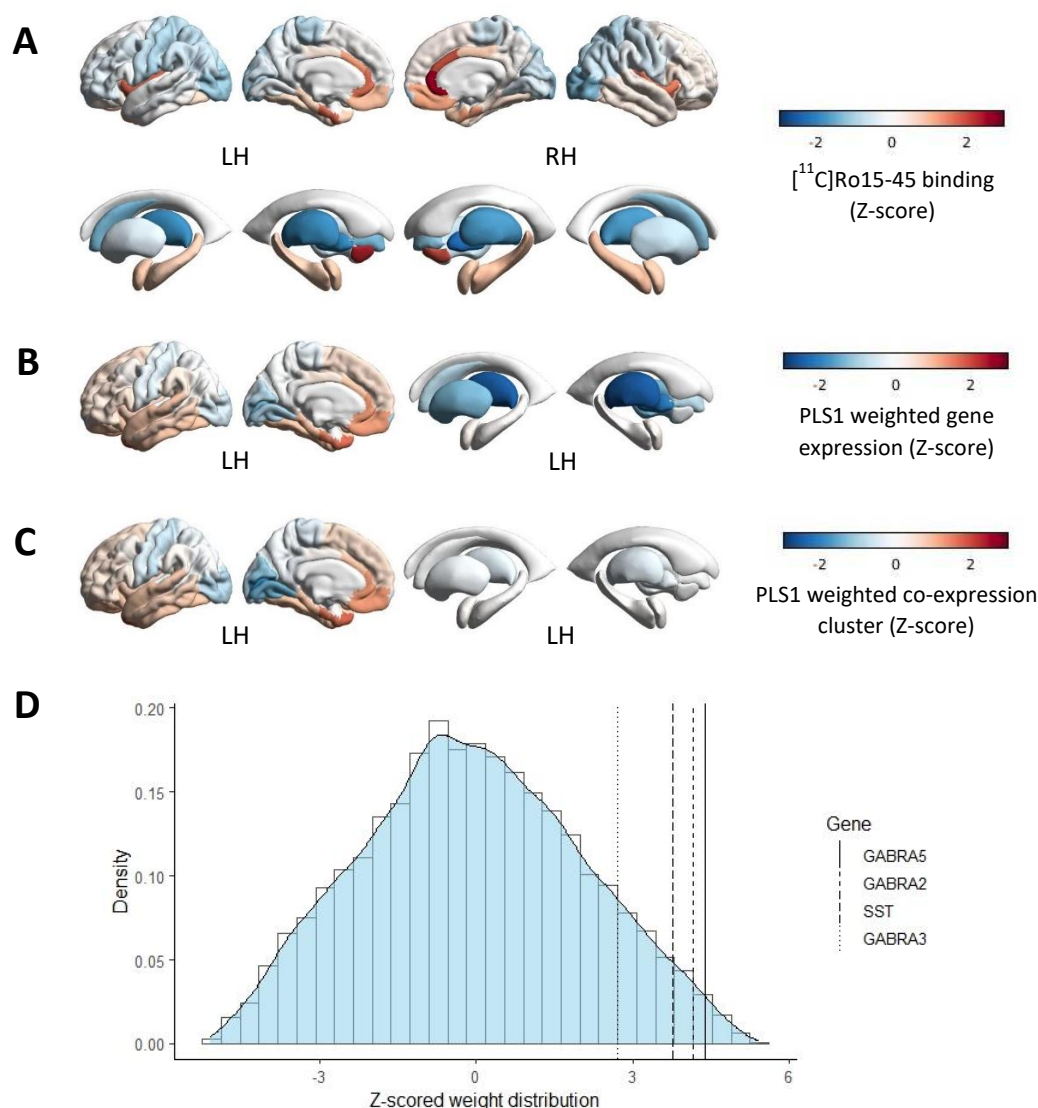 A
LH
RH
-2 0 2
[11C]Ro15-45 binding
(Z-score)
B
LH
LH
-2 0 2
PLS1 weighted gene
expression (Z-score)
C
LH
LH
-2 0 2
PLS1 weighted co-expression
cluster (Z-score)
D
0.20
0.15
0.10
0.05
0.00
Density
-3 0 3 6
Z-scored weight distribution
Gene
GABRA5
GABRA2
SST
GABRA3